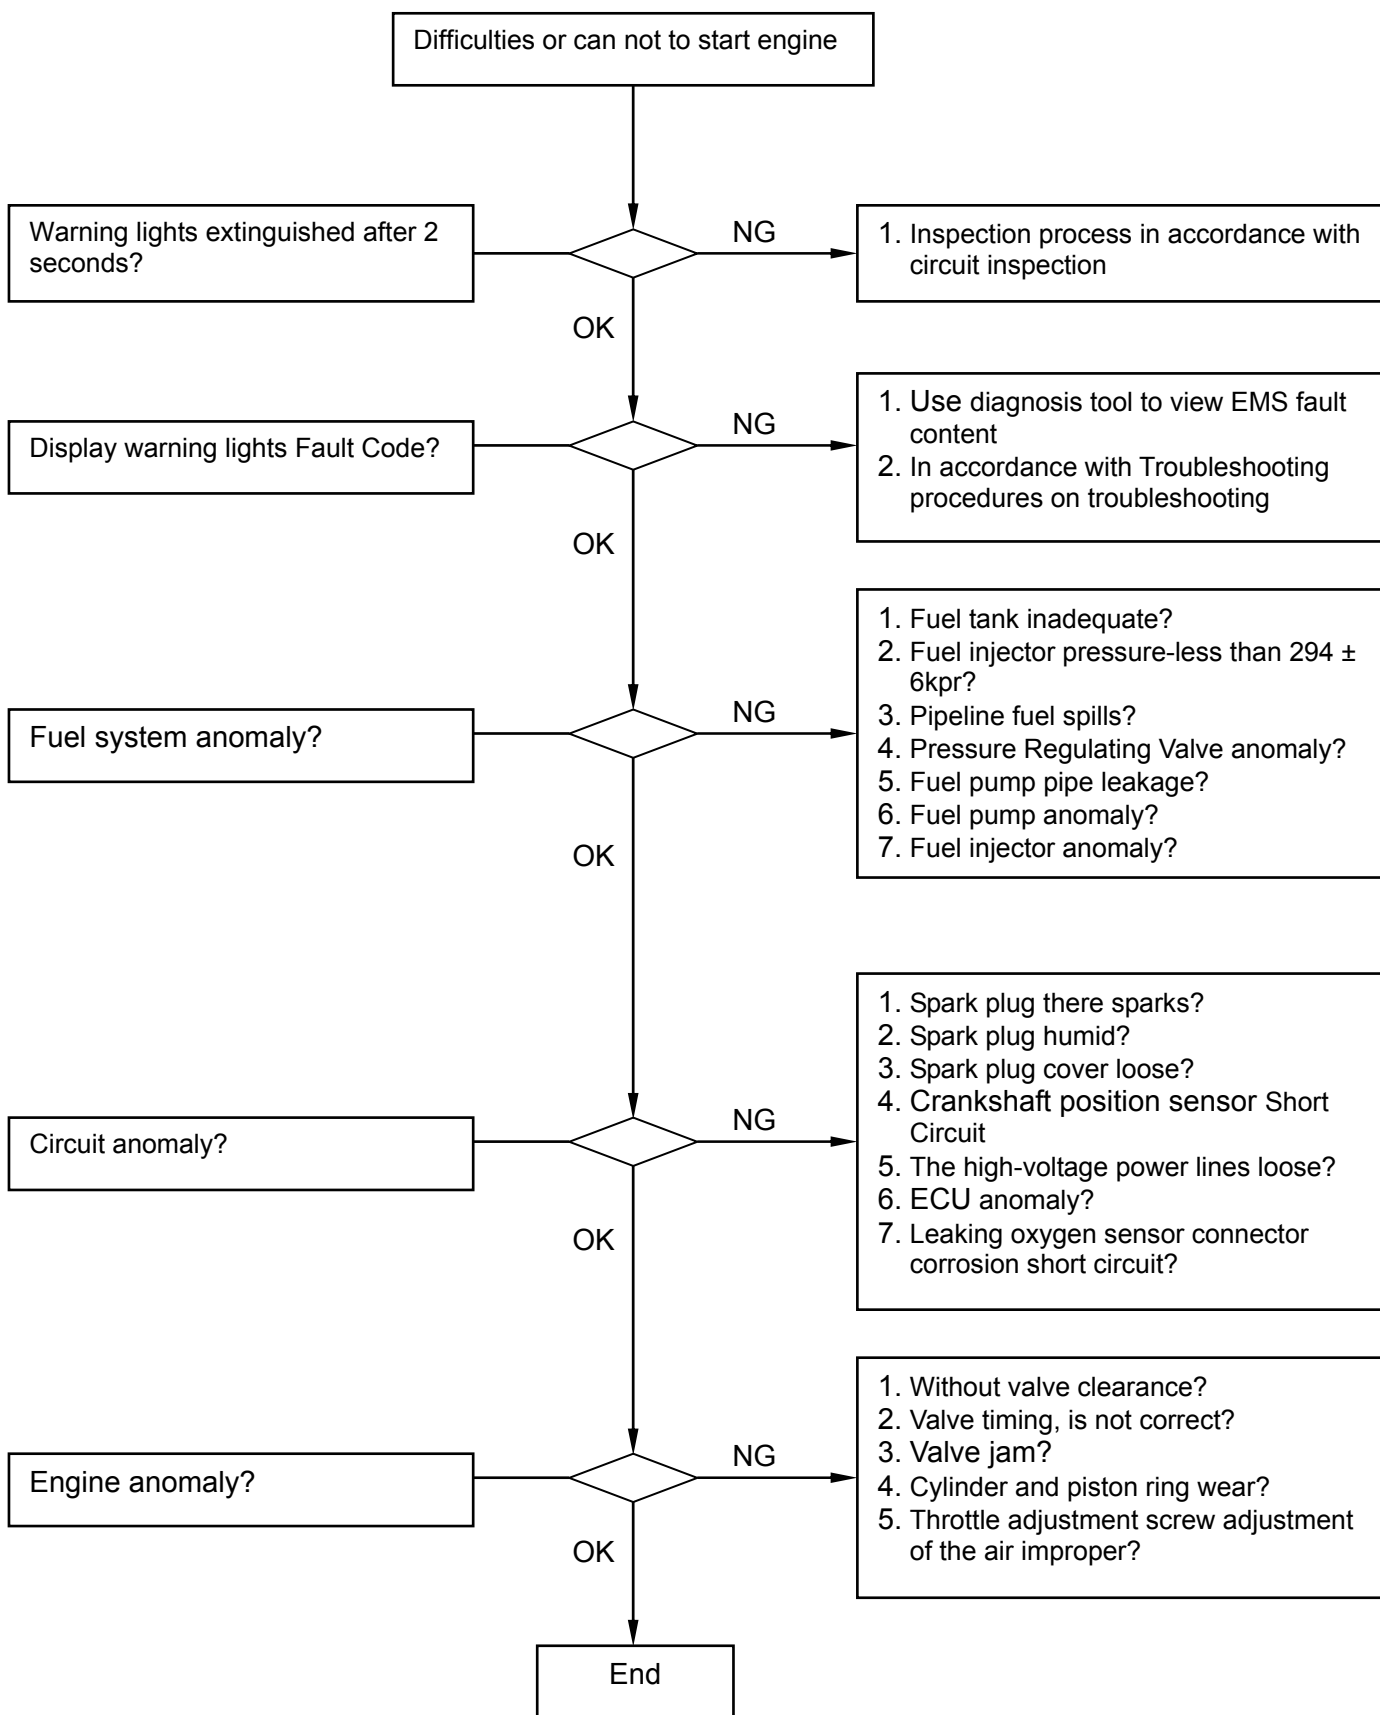 Difficulties or can not to start engine
Warning lights extinguished after 2
seconds?
NG
1. Inspection process in accordance with
circuit inspection
OK
Display warning lights Fault Code?
NG
1. Use diagnosis tool to view EMS fault
content
2. In accordance with Troubleshooting
procedures on troubleshooting
OK
Fuel system anomaly?
NG
1. Fuel tank inadequate?
2. Fuel injector pressure-less than 294 ±
6kpr?
3. Pipeline fuel spills?
4. Pressure Regulating Valve anomaly?
5. Fuel pump pipe leakage?
6. Fuel pump anomaly?
7. Fuel injector anomaly?
OK
Circuit anomaly?
NG
1. Spark plug there sparks?
2. Spark plug humid?
3. Spark plug cover loose?
4. Crankshaft position sensor Short
Circuit
5. The high-voltage power lines loose?
6. ECU anomaly?
7. Leaking oxygen sensor connector
corrosion short circuit?
OK
Engine anomaly?
NG
1. Without valve clearance?
2. Valve timing, is not correct?
3. Valve jam?
4. Cylinder and piston ring wear?
5. Throttle adjustment screw adjustment
of the air improper?
OK
End